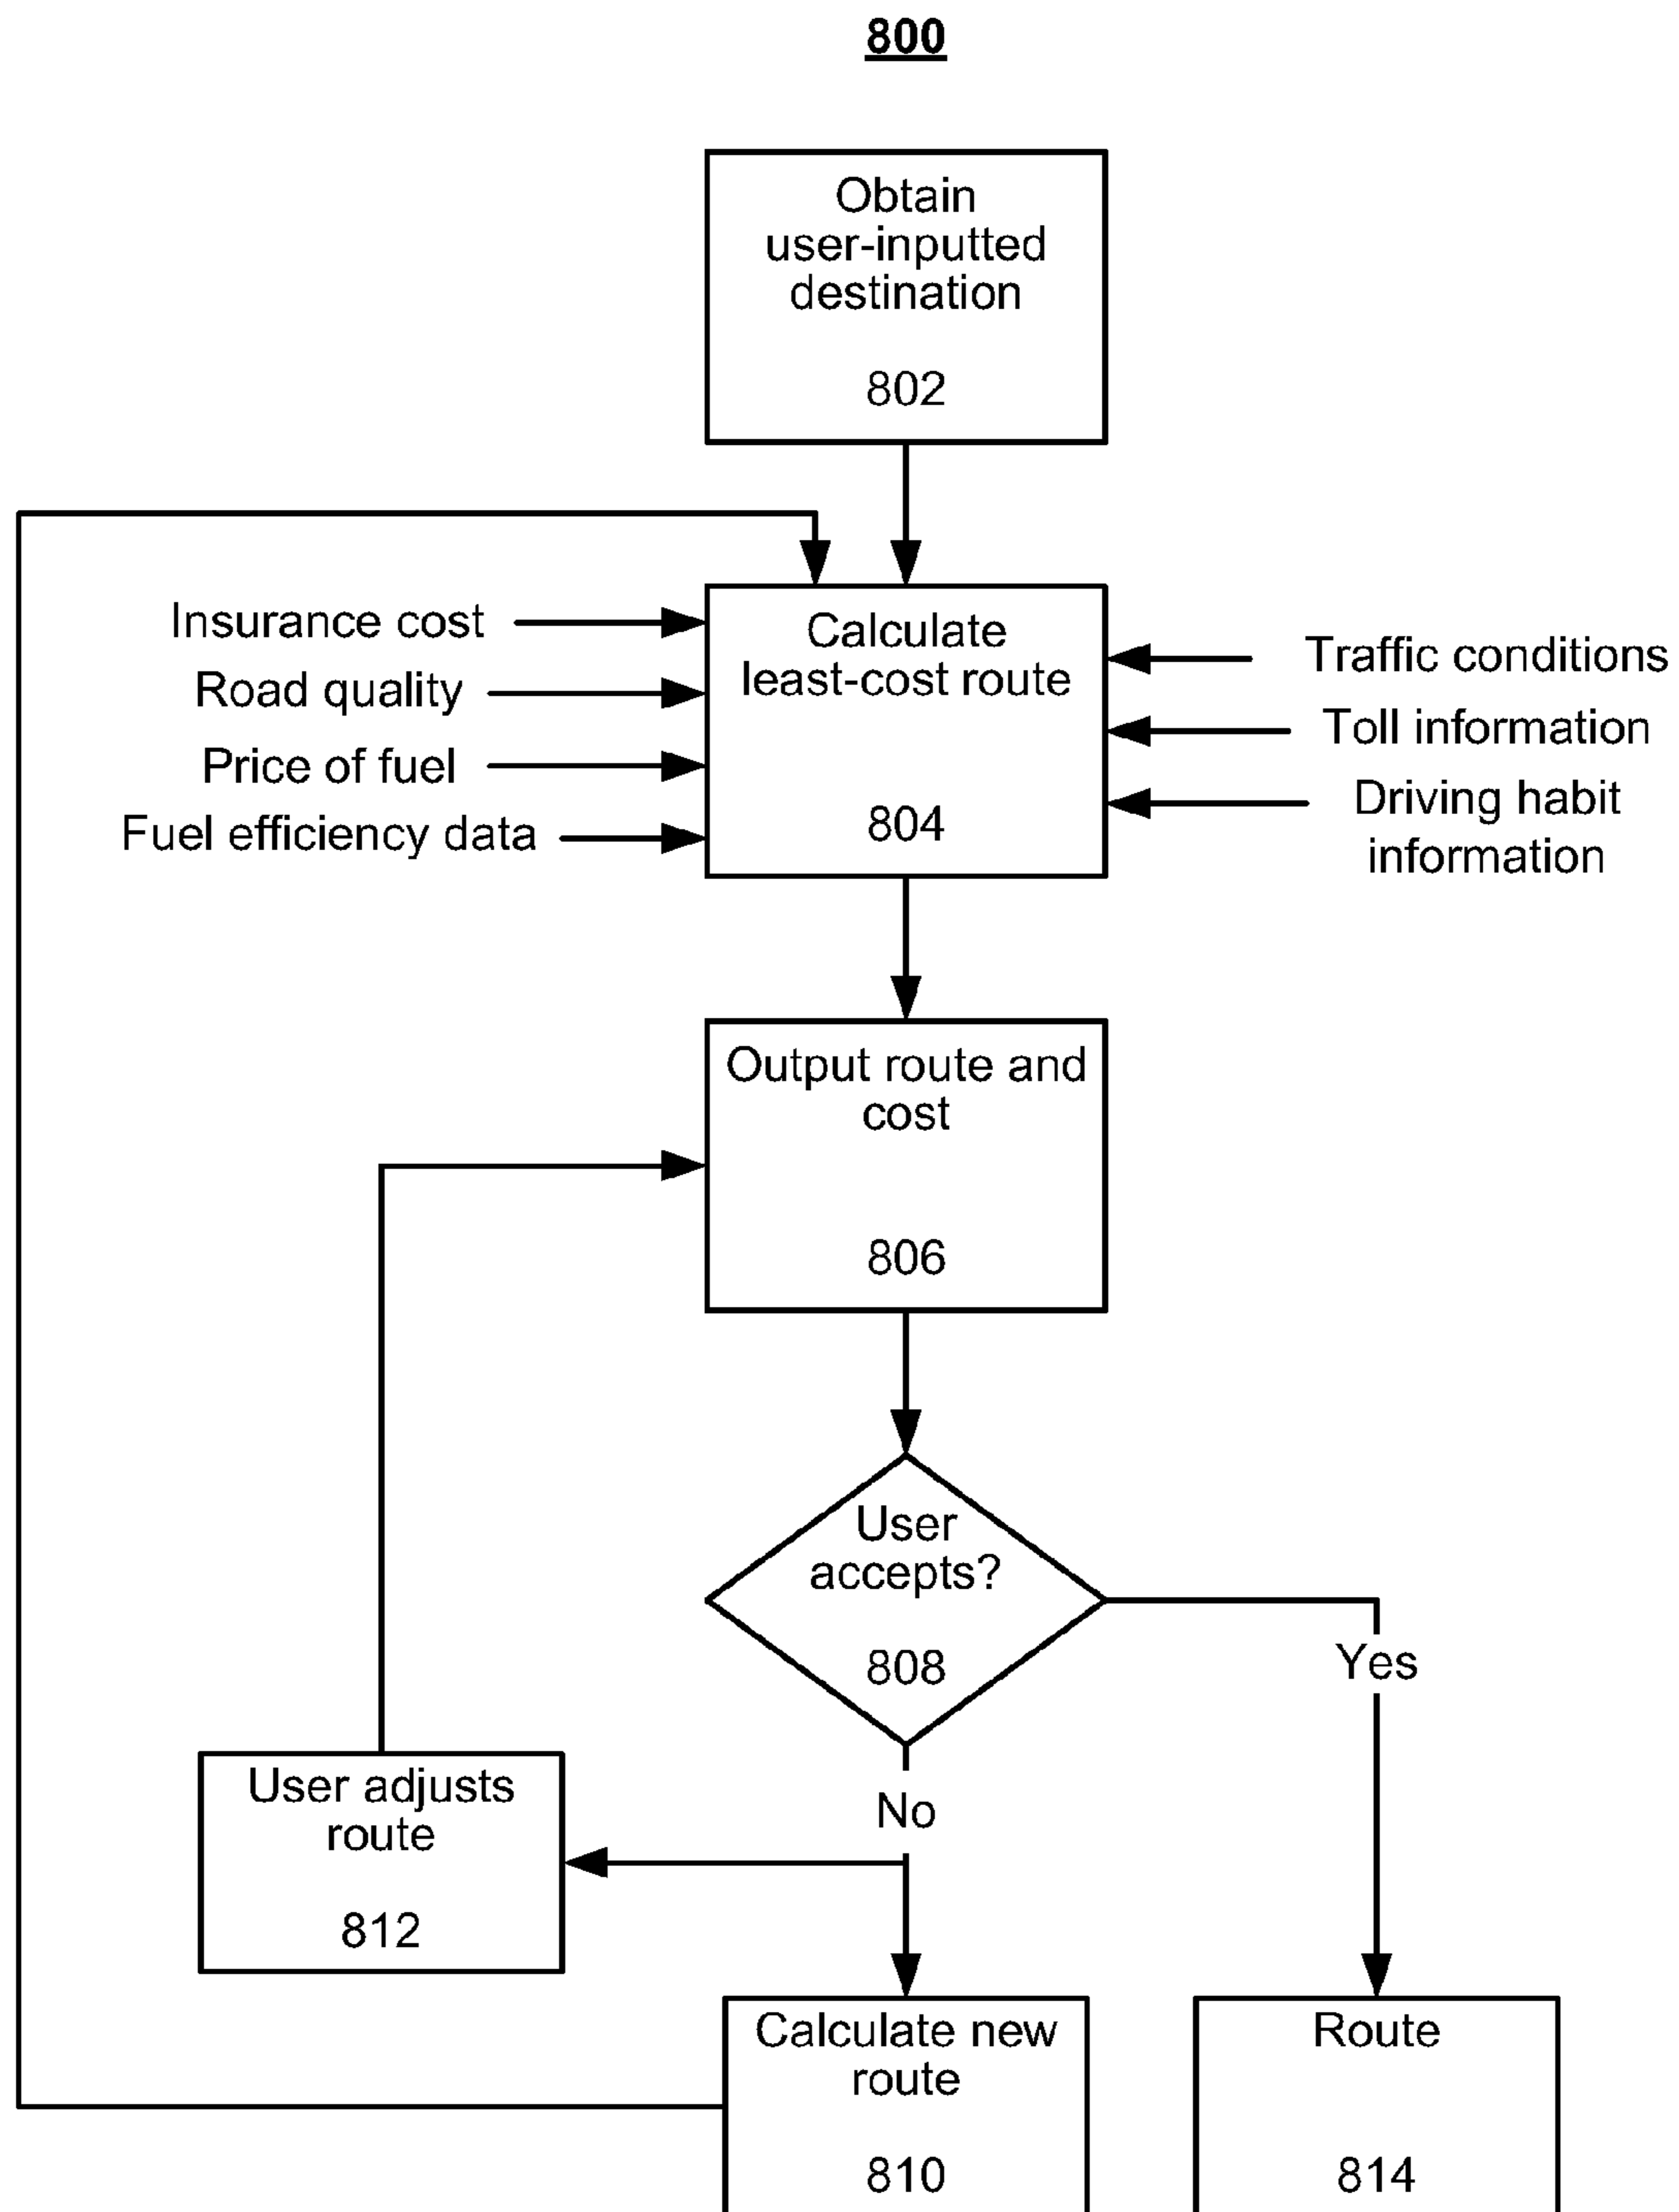 800
Obtain
user-inputted
destination
802
Insurance cost
Road quality
Price of fuel
Fuel efficiency data
Calculate
least-cost route
804
Traffic conditions
Toll information
Driving habit
information
Output route and
cost
806
User
accepts?
808
Yes
No
User adjusts
route
812
Calculate new
route
810
Route
814